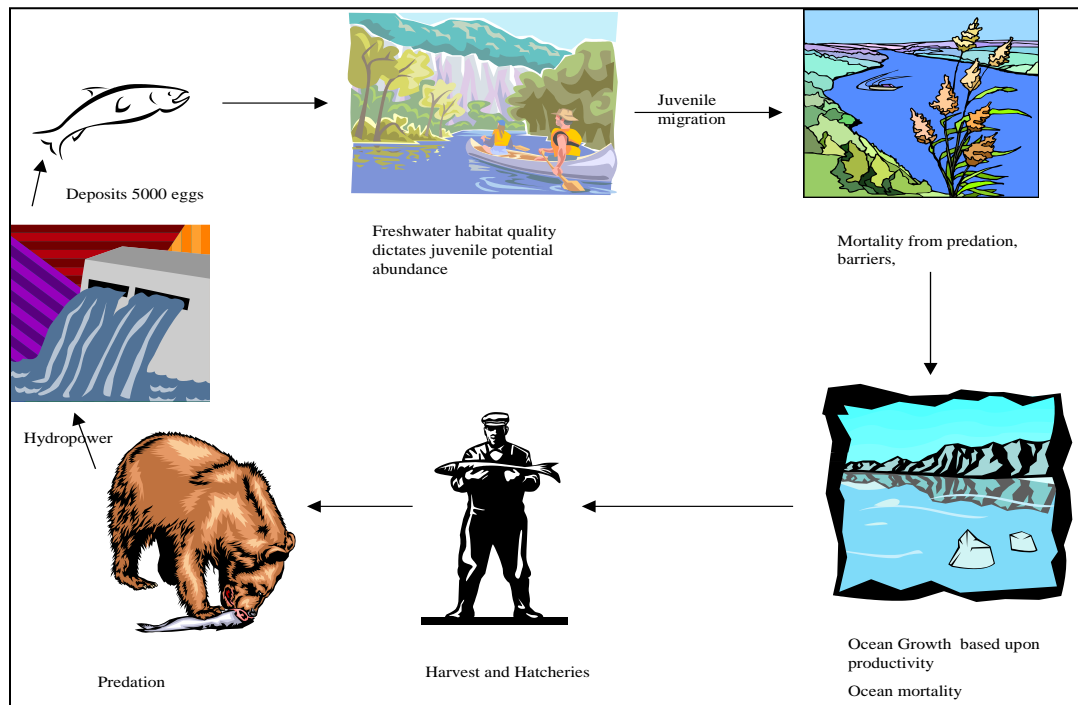 Deposits 5000 eggs
Freshwater habitat quality
dictates juvenile potential
abundance
Juvenile
migration
Mortality from predation,
barriers,
Ocean Growth based upon
productivity
Ocean mortality
Harvest and Hatcheries
Predation
Hydropower